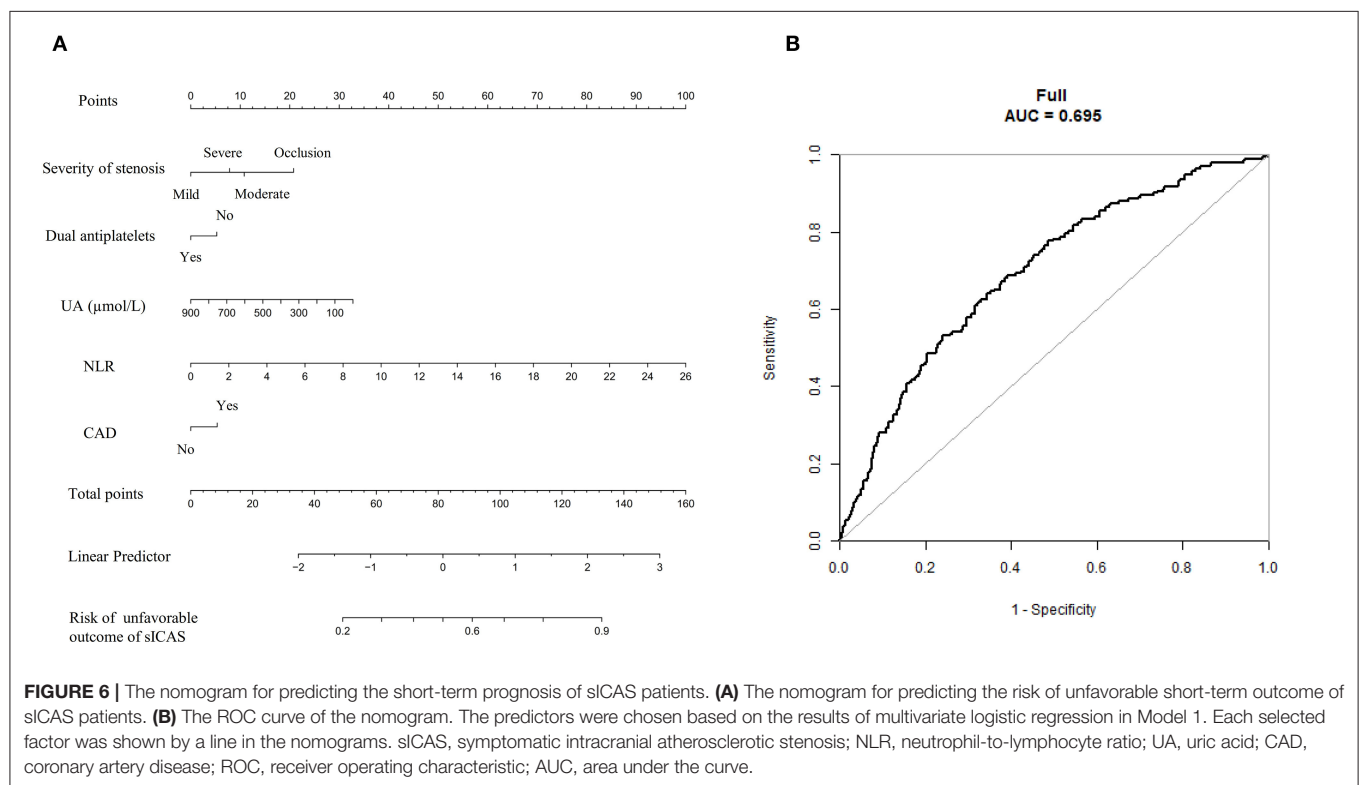 A
B
Points
0 10 20 30 40 50 60 70 80 90 100
Severe Occlusion
Severity of stenosis
Mild Moderate
No
Dual antiplatelets
Yes
UA (µmol/L)
900 700 500 300 100
NLR
0 2 4 6 8 10 12 14 16 18 20 22 24 26
Yes
CAD
No
Total points
0 20 40 60 80 100 120 140 160
Linear Predictor
−2 −1 0 1 2 3
Risk of unfavorable
outcome of sICAS
0.2 0.6 0.9
Full
AUC = 0.695
Sensitivity
1.0
0.8
0.6
0.4
0.2
0.0
0.0 0.2 0.4 0.6 0.8 1.0
1 - Specificity
FIGURE 6 | The nomogram for predicting the short-term prognosis of sICAS patients. (A) The nomogram for predicting the risk of unfavorable short-term outcome of
sICAS patients. (B) The ROC curve of the nomogram. The predictors were chosen based on the results of multivariate logistic regression in Model 1. Each selected
factor was shown by a line in the nomograms. sICAS, symptomatic intracranial atherosclerotic stenosis; NLR, neutrophil-to-lymphocyte ratio; UA, uric acid; CAD,
coronary artery disease; ROC, receiver operating characteristic; AUC, area under the curve.